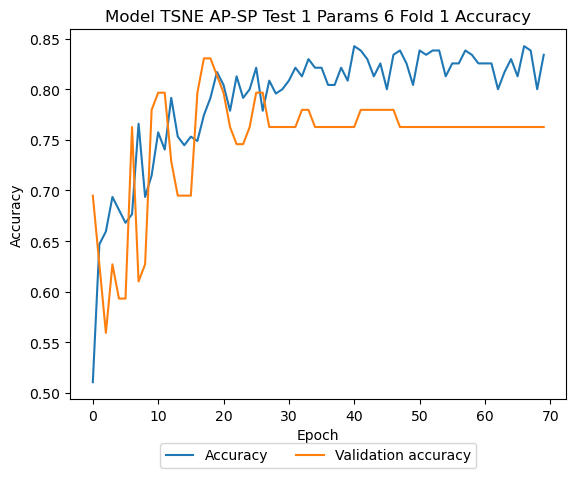 Model TSNE AP-SP Test 1 Params 6 Fold 1 Accuracy
0.85
0.80
0.75
0.70
0.65
0.60
0.55
0.50
Accuracy
0 10 20 30 40 50 60 70
Epoch
Accuracy Validation accuracy